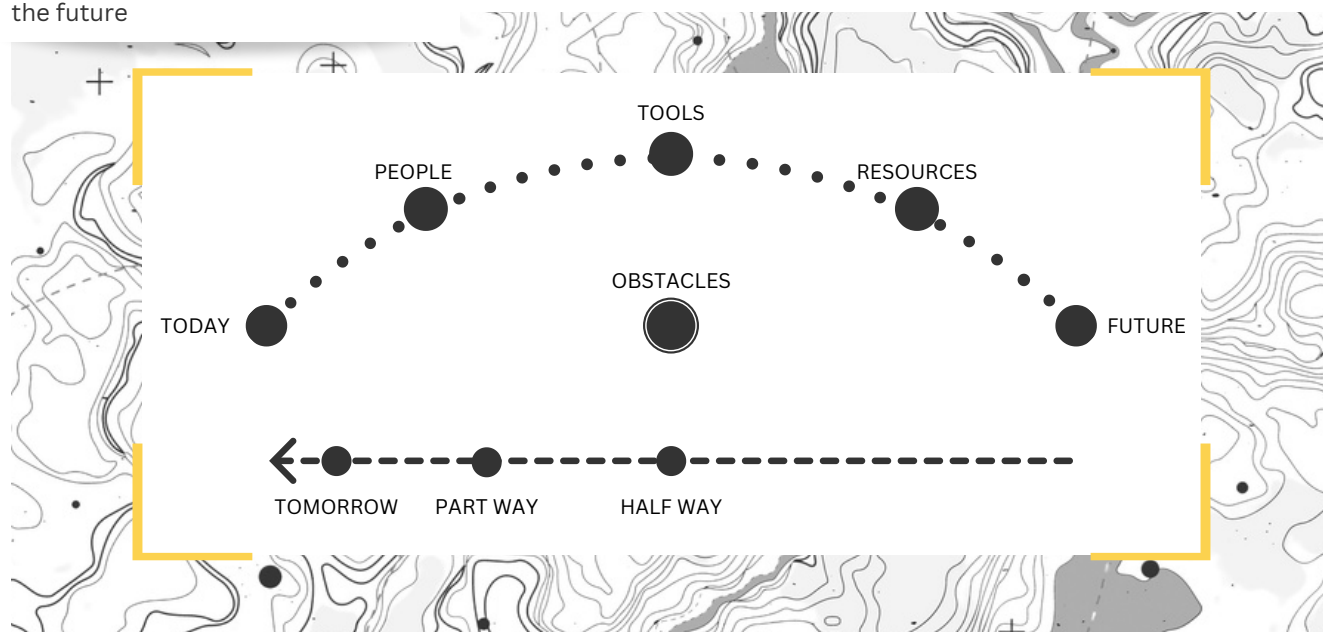 the future
TOOLS
PEOPLE
RESOURCES
OBSTACLES
TODAY
FUTURE
TOMORROW
PART WAY
HALF WAY